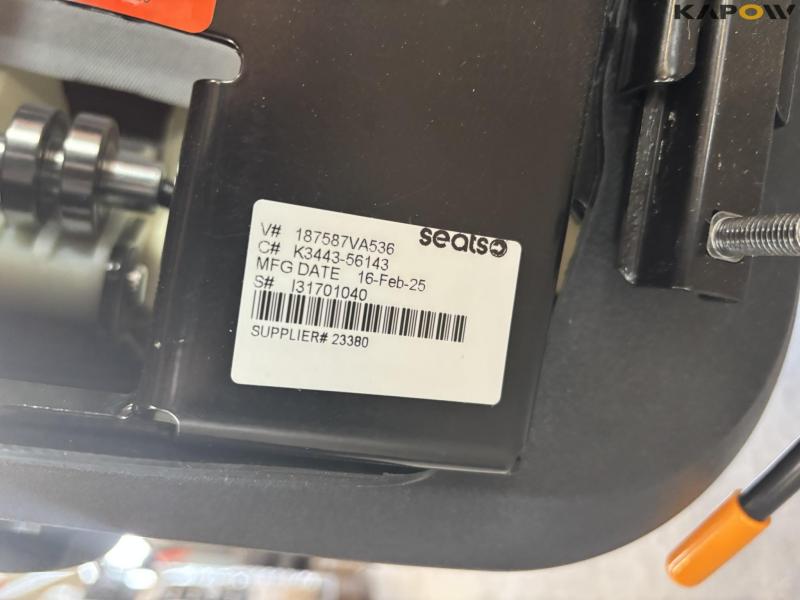 KAPOW
seats
V# 187587VA536
C# K3443-56143
MFG DATE 16-Feb-25
S# I31701040
SUPPLIER# 23380